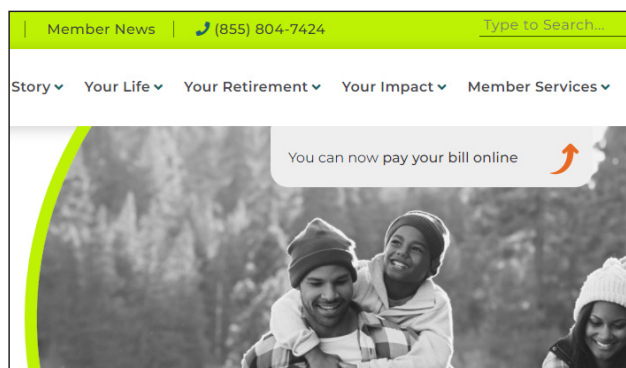 Member News (855) 804-7424 Type to Search...
Story Your Life Your Retirement Your Impact Member Services
You can now pay your bill online